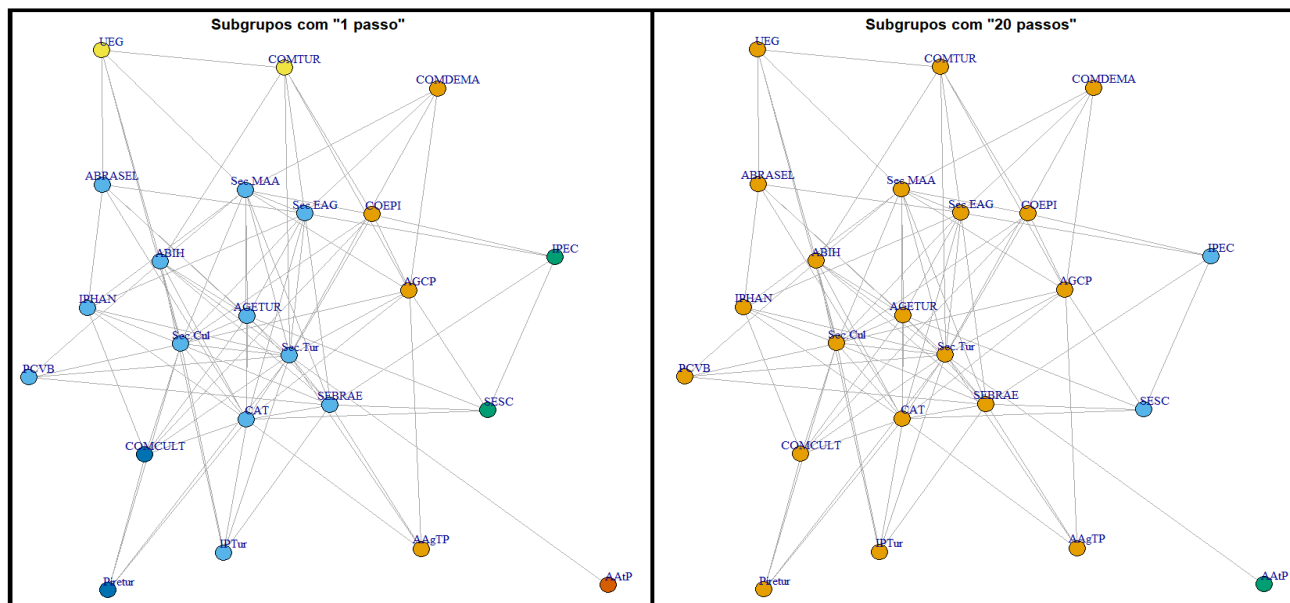 Subgrupos com "1 passo"
UEG
COMTUR
COMDEMA
ABRASEL
Sec.MAA
Sec.EAG
COEPI
ABIH
IPEC
IPHAN
AGETUR
AGCP
Sec.Cul
Sec.Tur
PCVB
SEBRAE
CAT
SESC
COMCULT
IPTur
AAgTP
Piretur
AAtP
Subgrupos com "20 passos"
UEG
COMTUR
COMDEMA
ABRASEL
Sec.MAA
Sec.EAG
COEPI
ABIH
IPEC
IPHAN
AGETUR
AGCP
Sec.Cul
Sec.Tur
PCVB
SEBRAE
CAT
SESC
COMCULT
IPTur
AAgTP
Piretur
AAtP